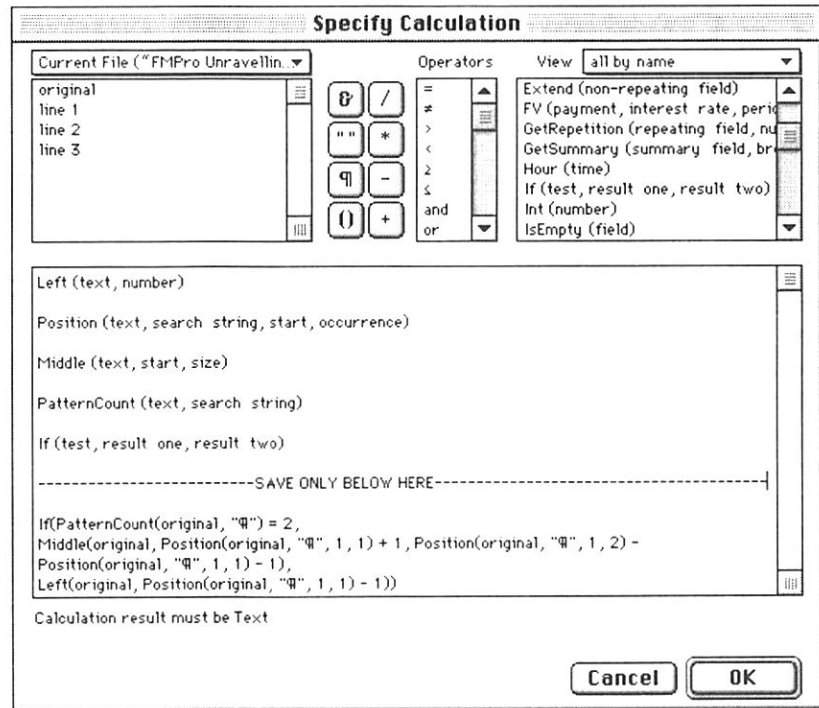 Specify Calculation
Current File ("FMPro Unravellin...
Operators
View
all by name
original
line 1
line 2
line 3
&
/
" "
*
¶
-
()
+
=
≠
>
<
≥
≤
and
or
Extend (non-repeating field)
FV (payment, interest rate, perio
GetRepetition (repeating field, nu
GetSummary (summary field, bre
Hour (time)
If (test, result one, result two)
Int (number)
IsEmpty (field)
Left (text, number)
Position (text, search string, start, occurrence)
Middle (text, start, size)
PatternCount (text, search string)
If (test, result one, result two)
--------------------------SAVE ONLY BELOW HERE----------------------------------------
If(PatternCount(original, "¶") = 2,
Middle(original, Position(original, "¶", 1, 1) + 1, Position(original, "¶", 1, 2) -
Position(original, "¶", 1, 1) - 1),
Left(original, Position(original, "¶", 1, 1) - 1))
Calculation result must be Text
Cancel
OK